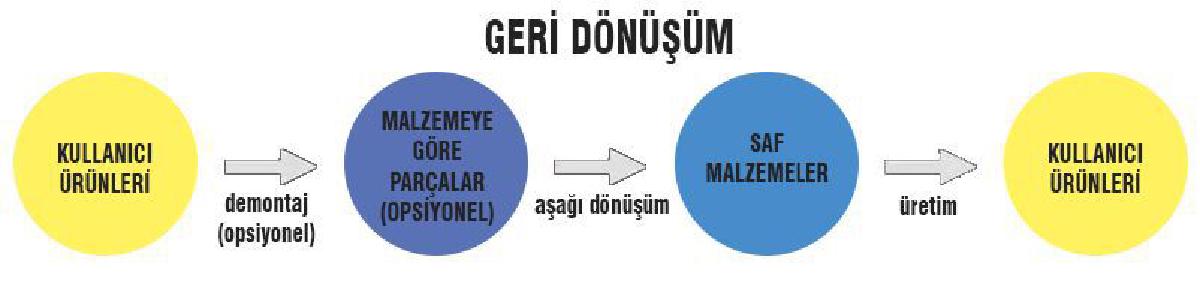 GERİ DÖNÜŞÜM
KULLANICI
ÜRÜNLERİ
demontaj
(opsiyonel)
MALZEMEYE
GÖRE
PARÇALAR
(OPSİYONEL)
aşağı dönüşüm
SAF
MALZEMELER
üretim
KULLANICI
ÜRÜNLERİ